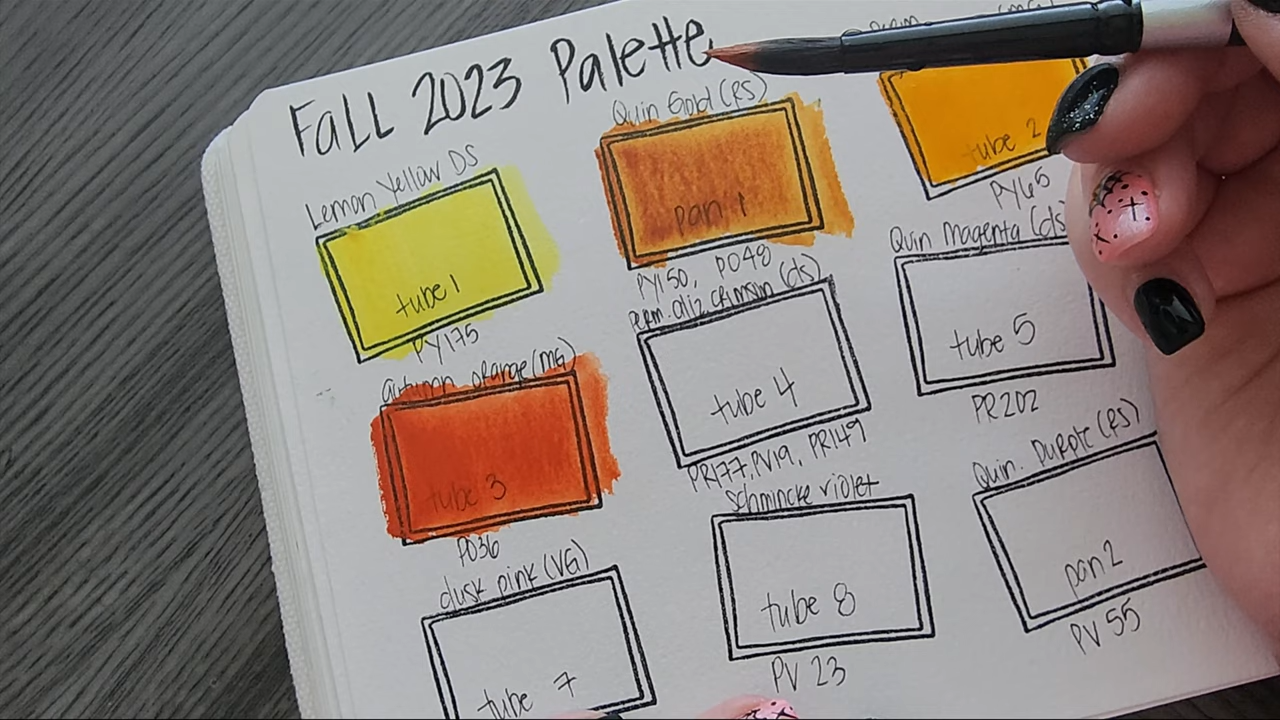 FALL 2023 Palette
Lemon Yellow DS
tube 1
PY175
Quin Gold (RS)
pan 1
PY150, PO48
tube 2
PY65
autumn orange (MG)
tube 3
PO36
perm. aliz. crimson (ds)
tube 4
PR177, PV19, PR149
Quin Magenta (ds)
tube 5
PR202
dusk pink (VG)
tube 7
schmincke violet
tube 8
PV 23
Quin. Purple (RS)
pan 2
PV 55